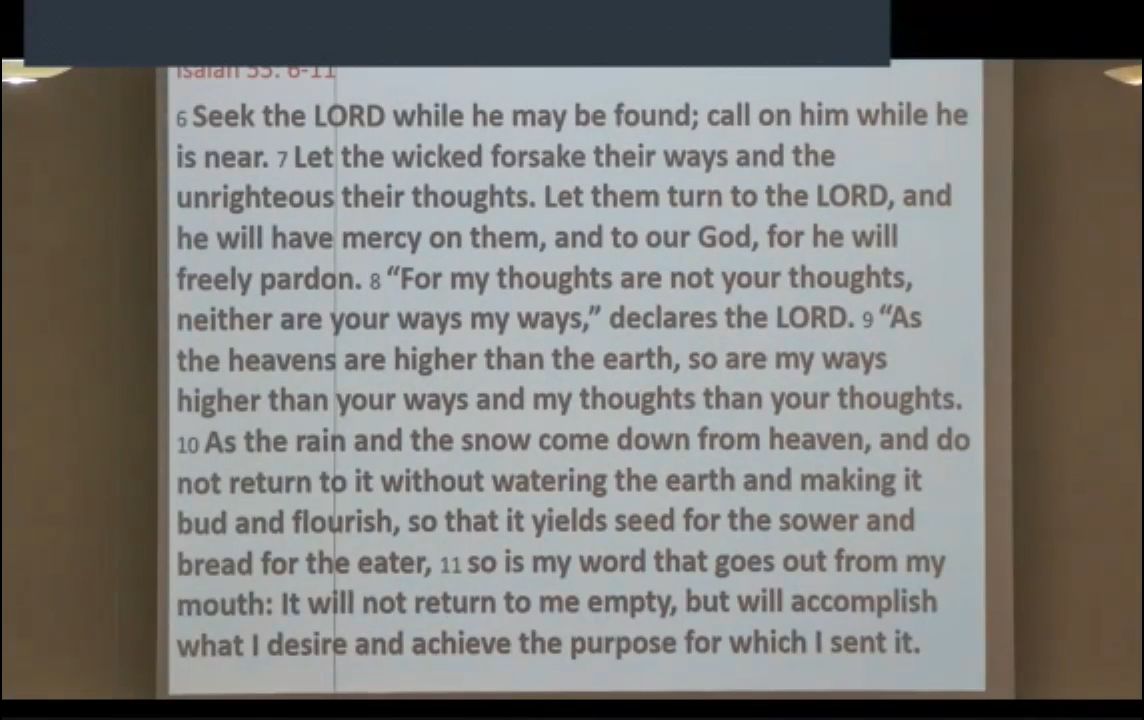 Isaiah 55: 6-11
6 Seek the LORD while he may be found; call on him while he
is near. 7 Let the wicked forsake their ways and the
unrighteous their thoughts. Let them turn to the LORD, and
he will have mercy on them, and to our God, for he will
freely pardon. 8 “For my thoughts are not your thoughts,
neither are your ways my ways,” declares the LORD. 9 “As
the heavens are higher than the earth, so are my ways
higher than your ways and my thoughts than your thoughts.
10 As the rain and the snow come down from heaven, and do
not return to it without watering the earth and making it
bud and flourish, so that it yields seed for the sower and
bread for the eater, 11 so is my word that goes out from my
mouth: It will not return to me empty, but will accomplish
what I desire and achieve the purpose for which I sent it.